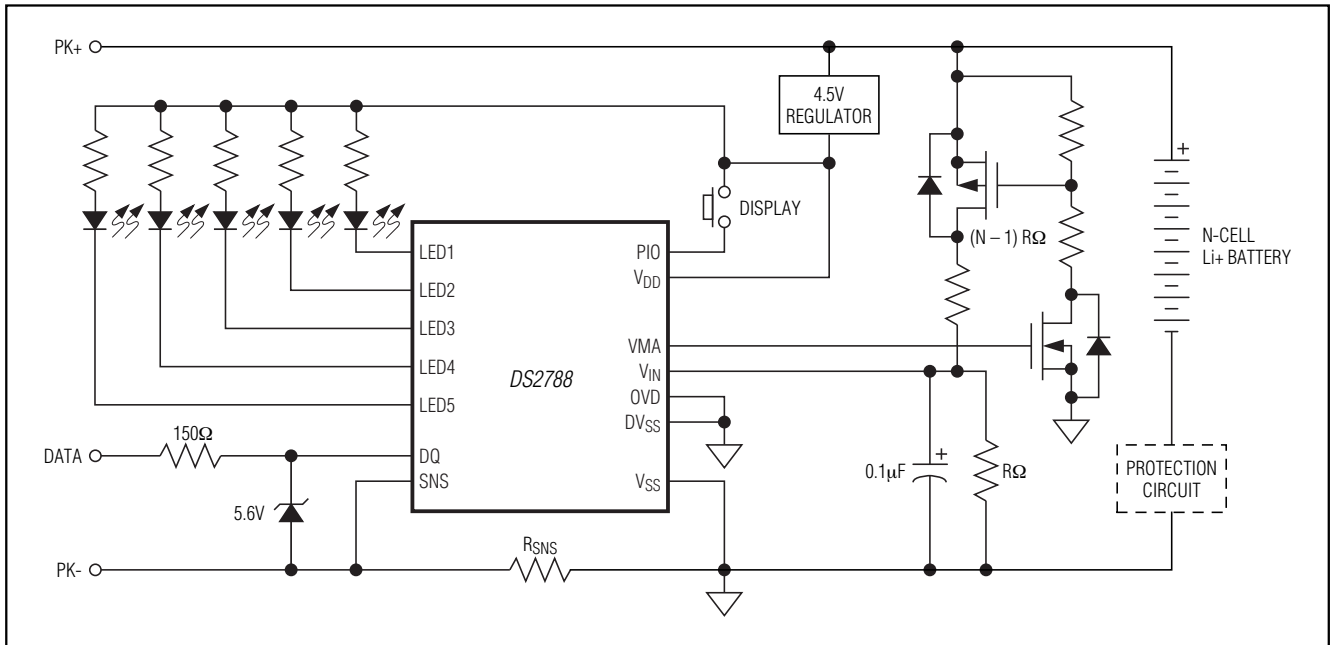 PK+
4.5V
REGULATOR
DISPLAY
LED1
LED2
LED3
LED4
LED5
DQ
SNS
DS2788
PIO
VDD
VMA
VIN
OVD
DVSS
VSS
(N – 1) RΩ
N-CELL
Li+ BATTERY
+
150Ω
DATA
5.6V
0.1µF
+
RΩ
PROTECTION
CIRCUIT
PK-
RSNS